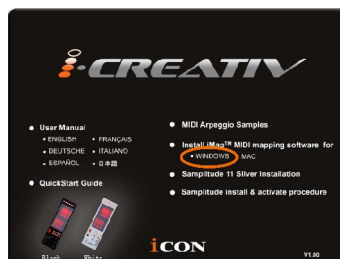 i·CREATIV
User Manual
ENGLISH
FRANÇAIS
DEUTSCHE
ITALIANO
ESPAÑOL
日本語
QuickStart Guide
MIDI Arpeggio Samples
Install iMap™ MIDI mapping software for
WINDOWS
MAC
Samplitude 11 Silver Installation
Samplitude install & activate procedure
Black
White
iCON
V1.00